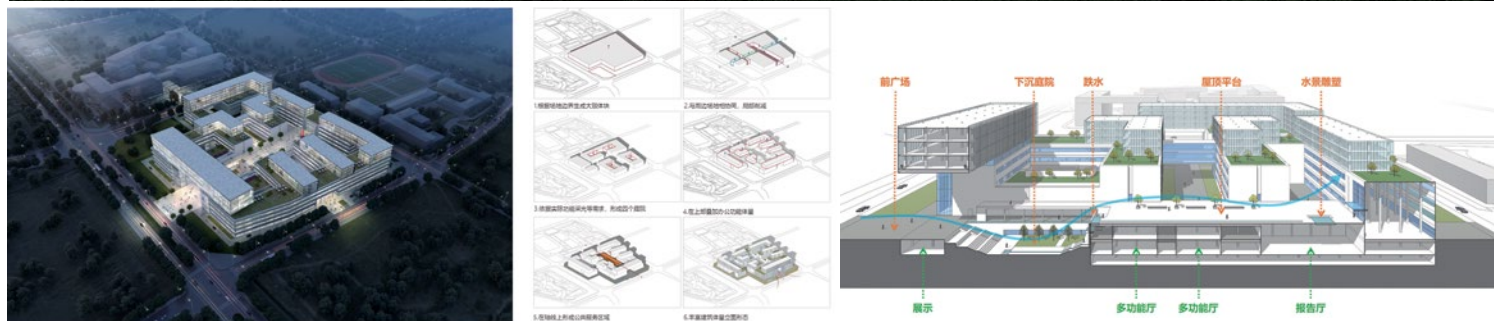 1.根据场地边界生成大致体块
2.与周边场地相协同，局部削减
3.依据实际功能采光等需求，形成四个庭院
4.在上部叠加办公功能体量
5.在轴线上形成公共服务区域
6.丰富建筑体量立面形态
前广场 下沉庭院 跌水 屋顶平台 水景雕塑
展示 多功能厅 多功能厅 报告厅